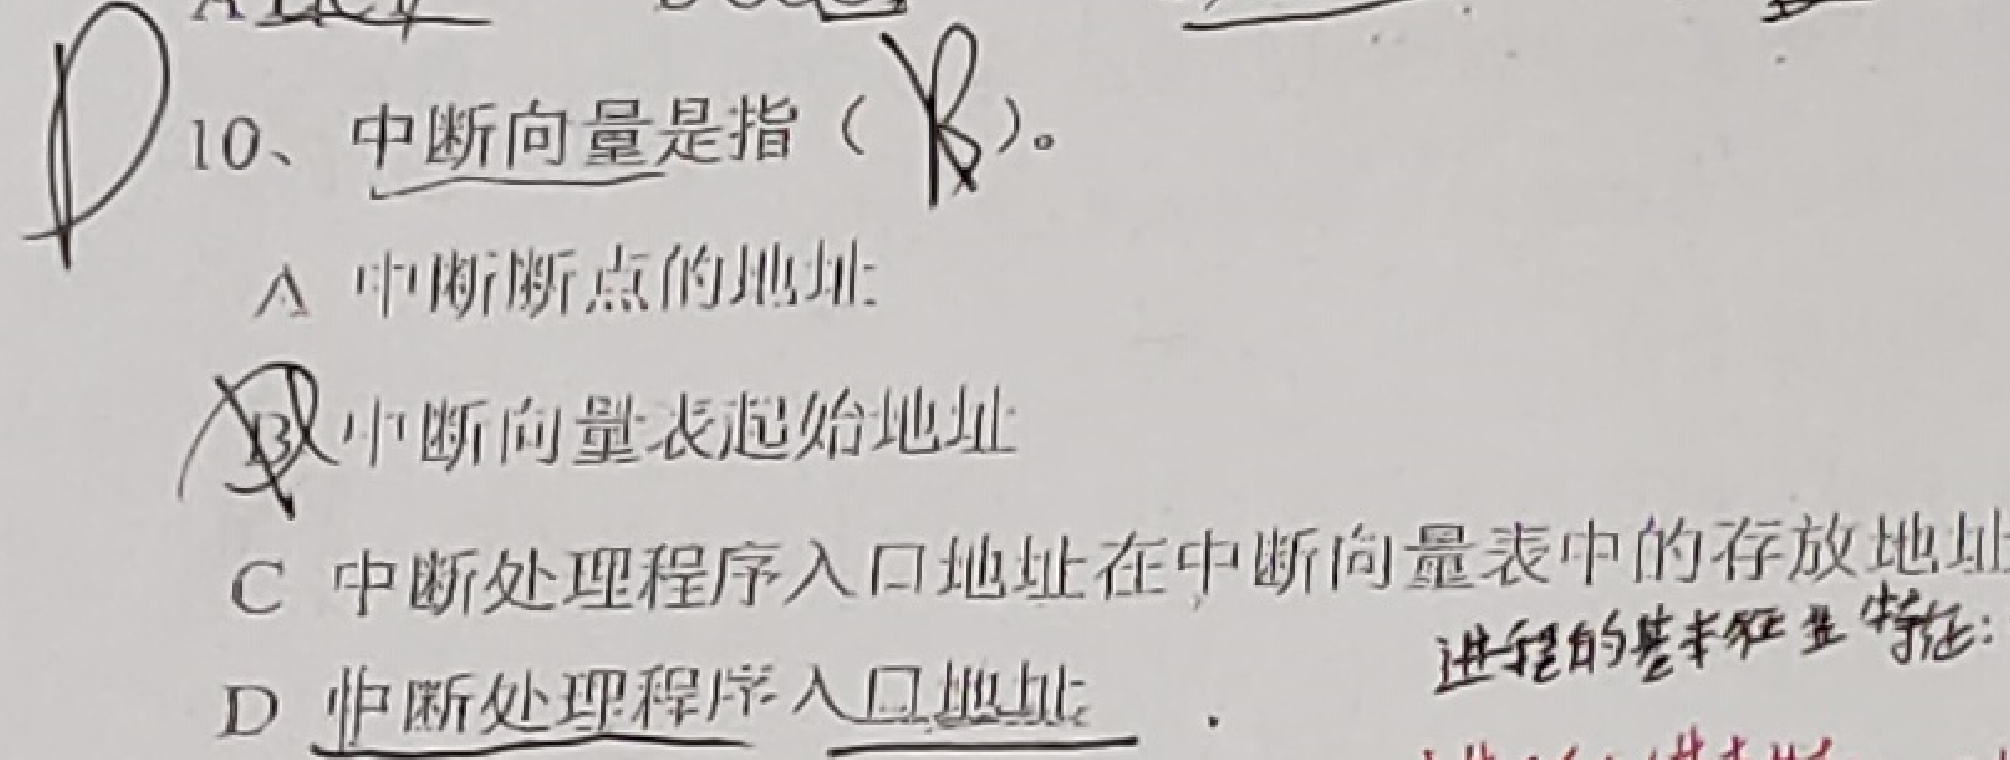 D 10、中断向量是指（B）。
A 中断断点的地址
B 中断向量表起始地址
C 中断处理程序入口地址在中断向量表中的存放地址
进程的基本 特征:
D 中断处理程序入口地址